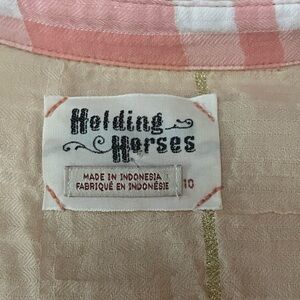 Holding
Horses
MADE IN INDONESIA
FABRIQUÉ EN INDONÉSIE 10